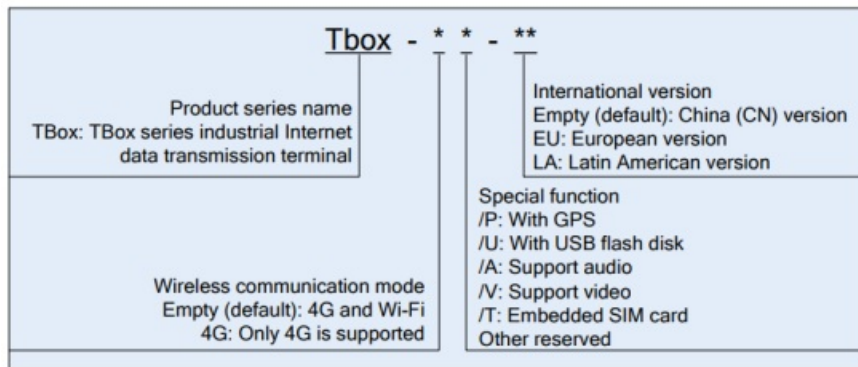 Tbox - * * - **
Product series name
TBox: TBox series industrial Internet
data transmission terminal
International version
Empty (default): China (CN) version
EU: European version
LA: Latin American version
Wireless communication mode
Empty (default): 4G and Wi-Fi
4G: Only 4G is supported
Special function
/P: With GPS
/U: With USB flash disk
/A: Support audio
/V: Support video
/T: Embedded SIM card
Other reserved